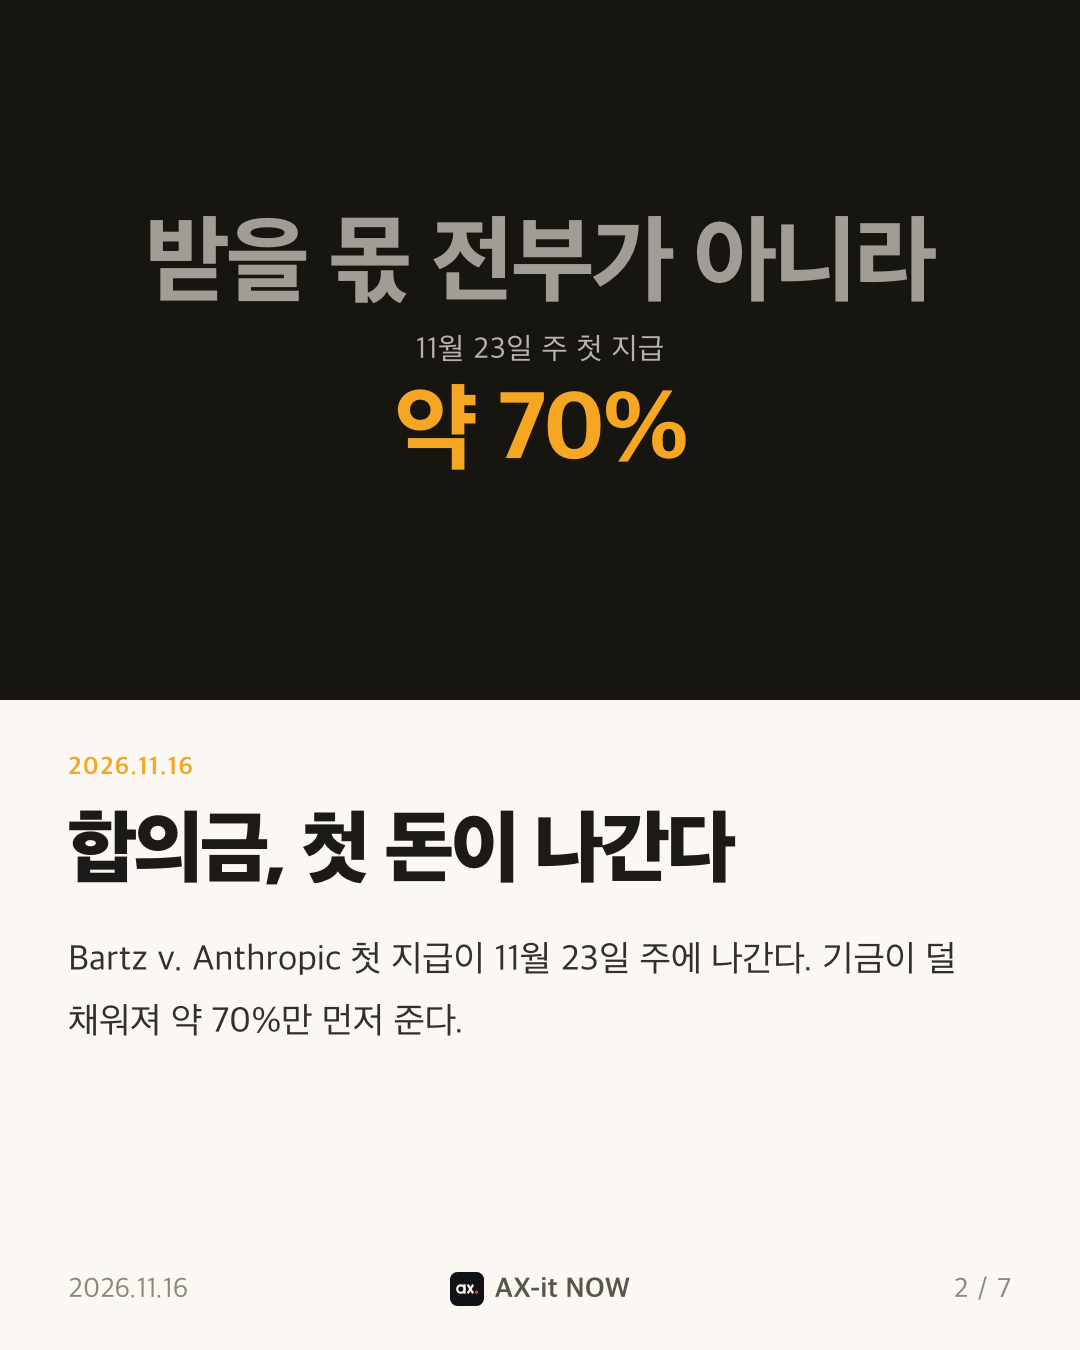 받을 몫 전부가 아니라
11월 23일 주 첫 지급
약 70%
2026.11.16
합의금, 첫 돈이 나간다
Bartz v. Anthropic 첫 지급이 11월 23일 주에 나간다. 기금이 덜
채워져 약 70%만 먼저 준다.
2026.11.16
ax. AX-it NOW
2 / 7